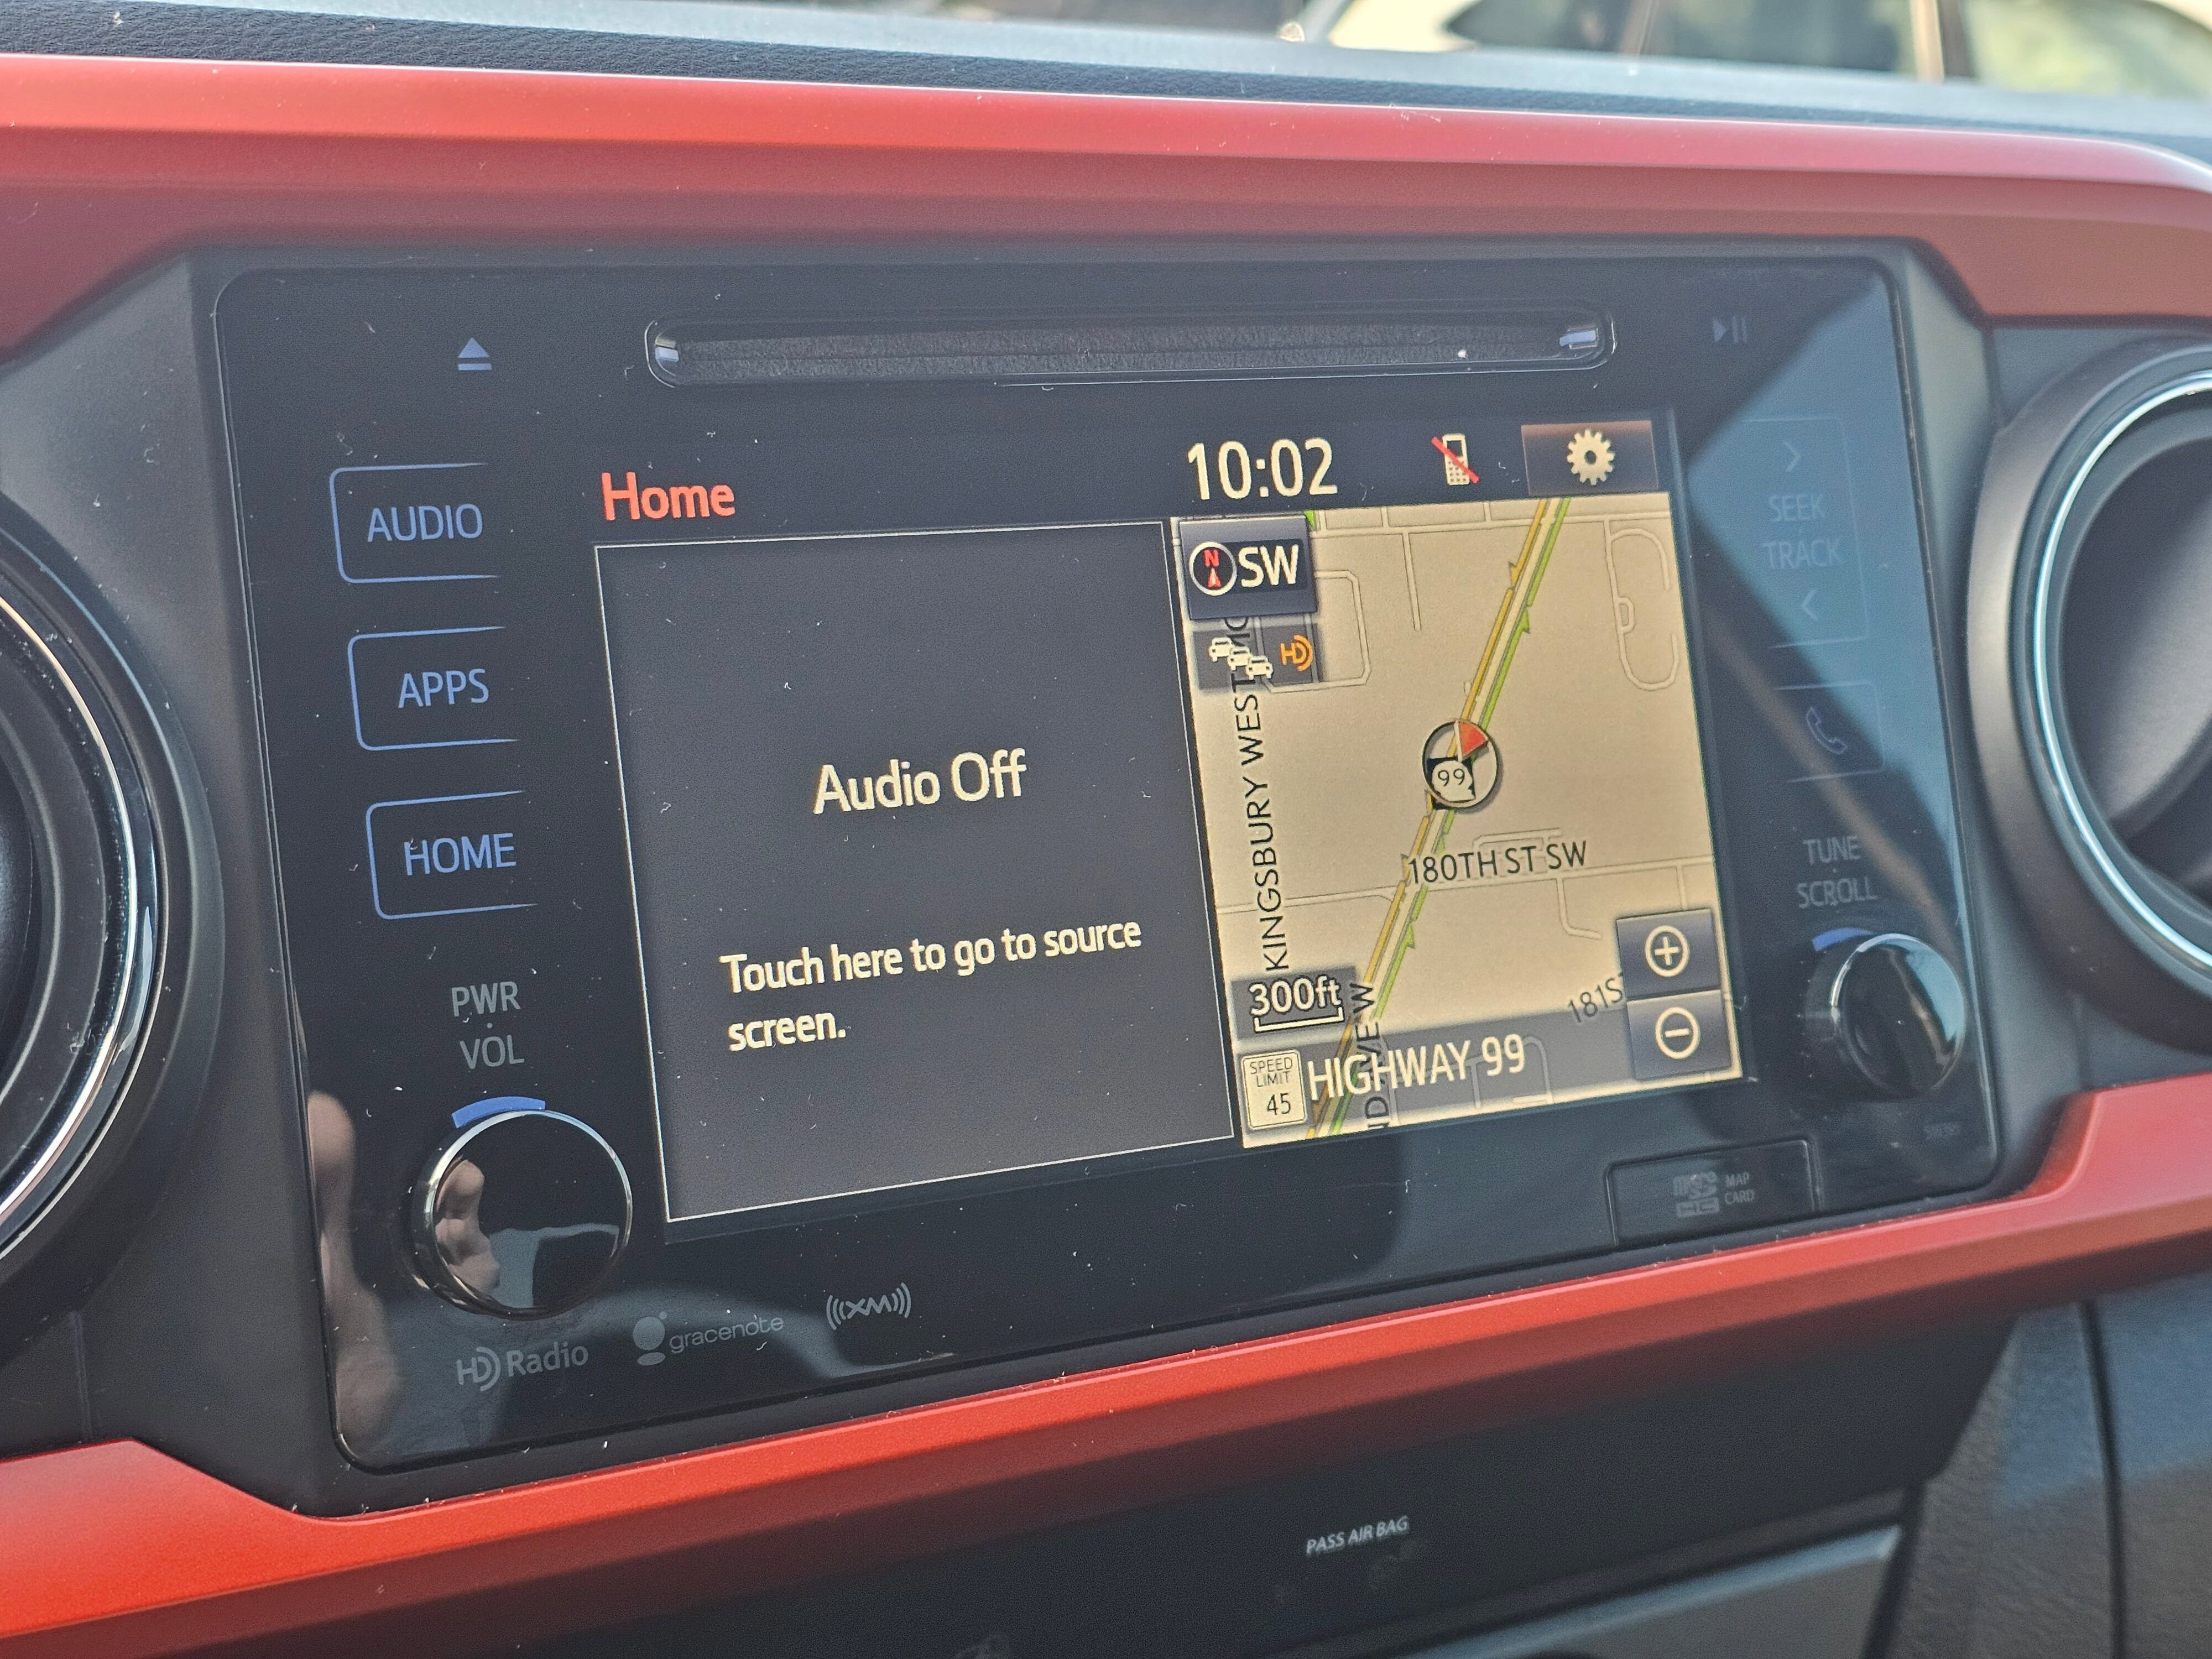 10:02
Home
AUDIO
SEEK
TRACK
N
SW
HD
APPS
Audio Off
KINGSBURY WEST
99
HOME
180TH ST SW
TUNE
SCROLL
Touch here to go to source
screen.
PWR
VOL
300ft
181S
SPEED
LIMIT
45
HIGHWAY 99
MAP
CARD
HD Radio
gracenote
((XM))
PASS AIR BAG